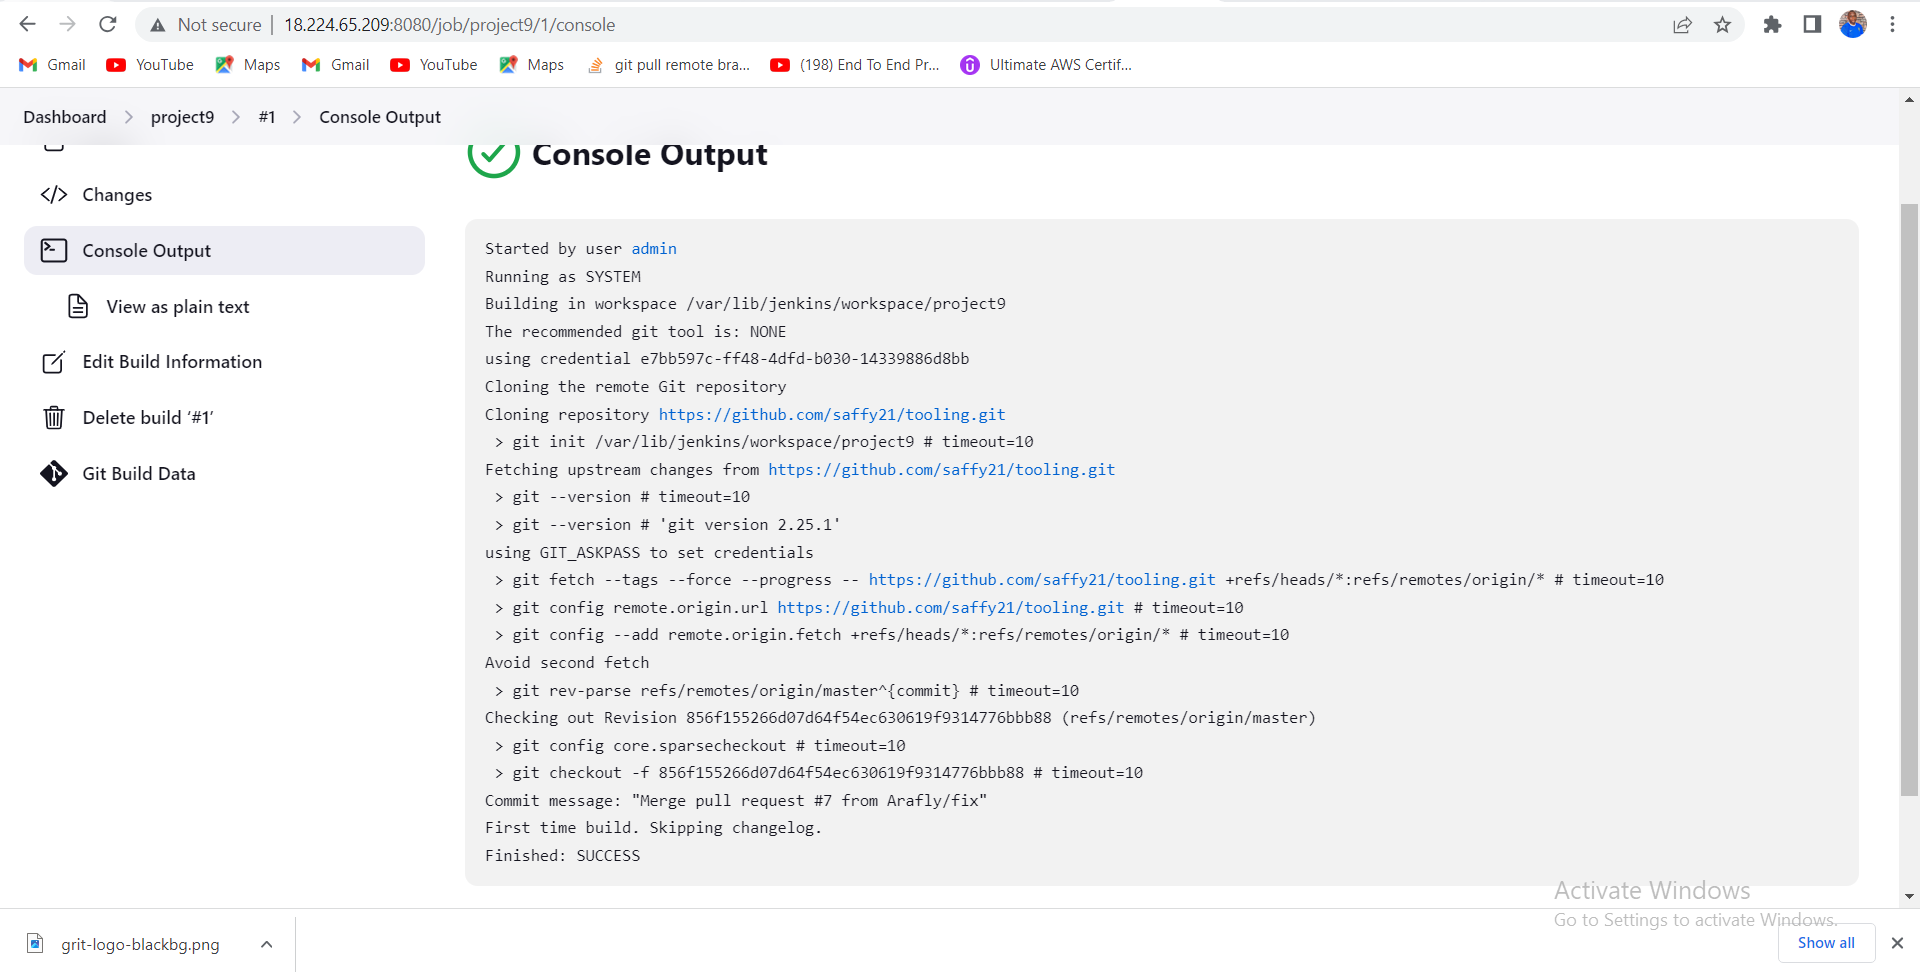 Not secure | 18.224.65.209:8080/job/project9/1/console
Gmail YouTube Maps Gmail YouTube Maps git pull remote bra... (198) End To End Pr... Ultimate AWS Certif...
Dashboard project9 #1 Console Output
Console Output
Changes
Console Output
View as plain text
Edit Build Information
Delete build ‘#1’
Git Build Data
Started by user admin
Running as SYSTEM
Building in workspace /var/lib/jenkins/workspace/project9
The recommended git tool is: NONE
using credential e7bb597c-ff48-4dfd-b030-14339886d8bb
Cloning the remote Git repository
Cloning repository https://github.com/saffy21/tooling.git
> git init /var/lib/jenkins/workspace/project9 # timeout=10
Fetching upstream changes from https://github.com/saffy21/tooling.git
> git --version # timeout=10
> git --version # 'git version 2.25.1'
using GIT_ASKPASS to set credentials
> git fetch --tags --force --progress -- https://github.com/saffy21/tooling.git +refs/heads/*:refs/remotes/origin/* # timeout=10
> git config remote.origin.url https://github.com/saffy21/tooling.git # timeout=10
> git config --add remote.origin.fetch +refs/heads/*:refs/remotes/origin/* # timeout=10
Avoid second fetch
> git rev-parse refs/remotes/origin/master^{commit} # timeout=10
Checking out Revision 856f155266d07d64f54ec630619f9314776bbb88 (refs/remotes/origin/master)
> git config core.sparsecheckout # timeout=10
> git checkout -f 856f155266d07d64f54ec630619f9314776bbb88 # timeout=10
Commit message: "Merge pull request #7 from Arafly/fix"
First time build. Skipping changelog.
Finished: SUCCESS
Activate Windows
Go to Settings to activate Windows.
grit-logo-blackbg.png
Show all